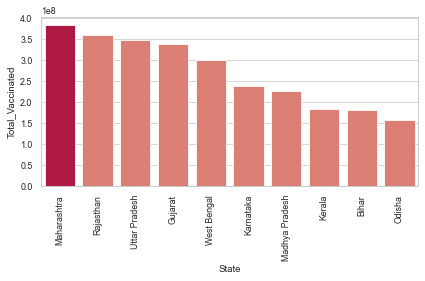 1e8
4.0
3.5
3.0
2.5
2.0
1.5
1.0
0.5
0.0
Total_Vaccinated
Maharashtra
Rajasthan
Uttar Pradesh
Gujarat
West Bengal
Karnataka
Madhya Pradesh
Kerala
Bihar
Odisha
State